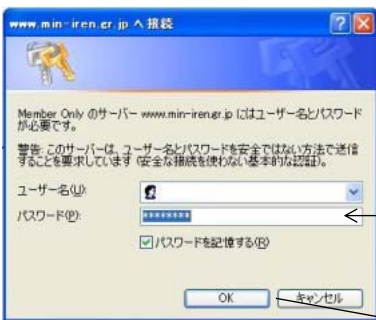 www.min-iren.gr.jp へ接続
Member Only のサーバー www.min-iren.gr.jp にはユーザー名とパスワード
が必要です。
警告: このサーバーは、ユーザー名とパスワードを安全ではない方法で送信
することを要求しています (安全な接続を使わない基本的な認証)。
ユーザー名(U):
パスワード(P):
********
パスワードを記憶する(R)
OK
キャンセル